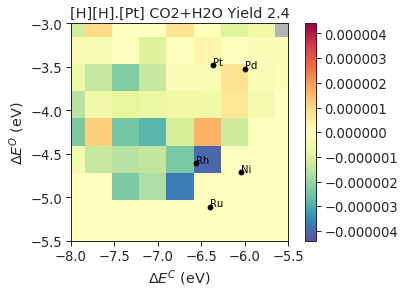 [H][H].[Pt] CO2+H2O Yield 2.4
−3.0
−3.5
−4.0
−4.5
−5.0
−5.5
ΔE^O (eV)
Pt
Pd
Rh
Ni
Ru
−8.0 −7.5 −7.0 −6.5 −6.0 −5.5
ΔE^C (eV)
0.000004
0.000003
0.000002
0.000001
0.000000
−0.000001
−0.000002
−0.000003
−0.000004